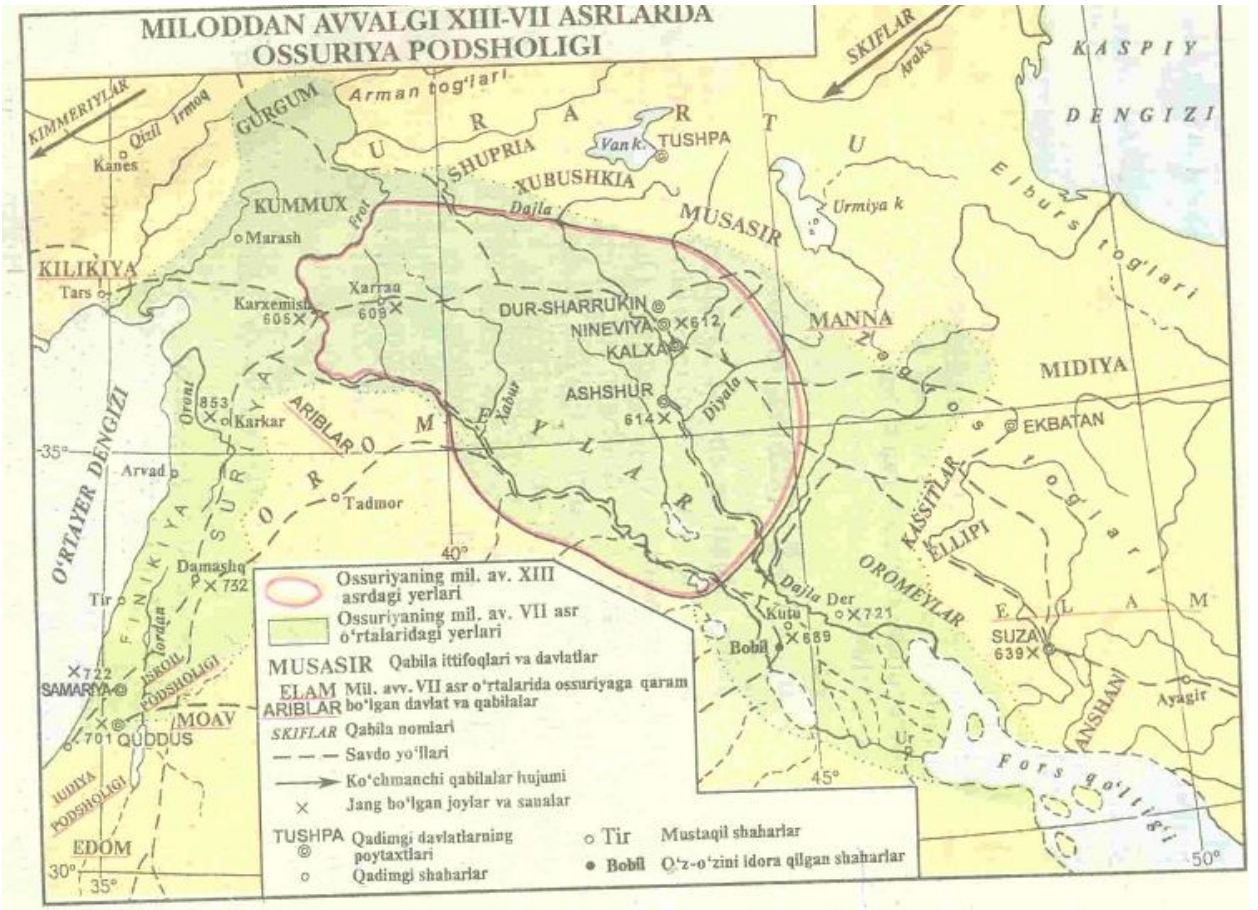 MILODDAN AVVALGI XIII-VII ASRLARDA
OSSURIYA PODSHOLIGI
KIMMERIYLAR
Qizil irmoq
Kanes
GURGUM
Arman tog‘lari
SKIFLAR
Araks
KASPIY
DENGIZI
URARTU
Van k.
TUSHPA
SHUPRIA
XUBUSHKIA
Dajla
Frot
KUMMUX
Marash
MUSASIR
Urmiya k
Elburs tog‘lari
KILIKIYA
Tars
Karxemish
605
Xarran
609
DUR-SHARRUKIN
NINEVIYA
612
KALXA
MANNA
Zagros tog‘lar
MIDIYA
ASHSHUR
614
Diyala
Xabur
EKBATAN
O‘RTAYER DENGIZI
Oront
853
Karkar
SURIYA
ARIBLAR
OROMEYLAR
35°
Arvad
Tadmor
KASSITLAR
ELLIPI
40°
FINIKIYA
Damashq
732
Tir
Iordan
Dajla
OROMEYLAR
Der
721
Kutu
689
Bobil
ELAM
SUZA
639
722
SAMARIYA
ISROIL
PODSHOLIGI
MOAV
701
QUDDUS
IUDIYA
PODSHOLIGI
EDOM
30°
35°
ANSHAN
Ayagir
Ur
45°
Fors qo‘ltig‘i
50°
Ossuriyaning mil. av. XIII
asrdagi yerlari
Ossuriyaning mil. av. VII asr
o‘rtalaridagi yerlari
MUSASIR Qabila ittifoqlari va davlatlar
ELAM Mil. avv. VII asr o‘rtalarida ossuriyaga qaram
ARIBLAR bo‘lgan davlat va qabilalar
SKIFLAR Qabila nomlari
Savdo yo‘llari
Ko‘chmanchi qabilalar hujumi
Jang bo‘lgan joylar va sanalar
TUSHPA Qadimgi davlatlarning
poytaxtlari
Qadimgi shaharlar
Tir Mustaqil shaharlar
Bobil O‘z-o‘zini idora qilgan shaharlar